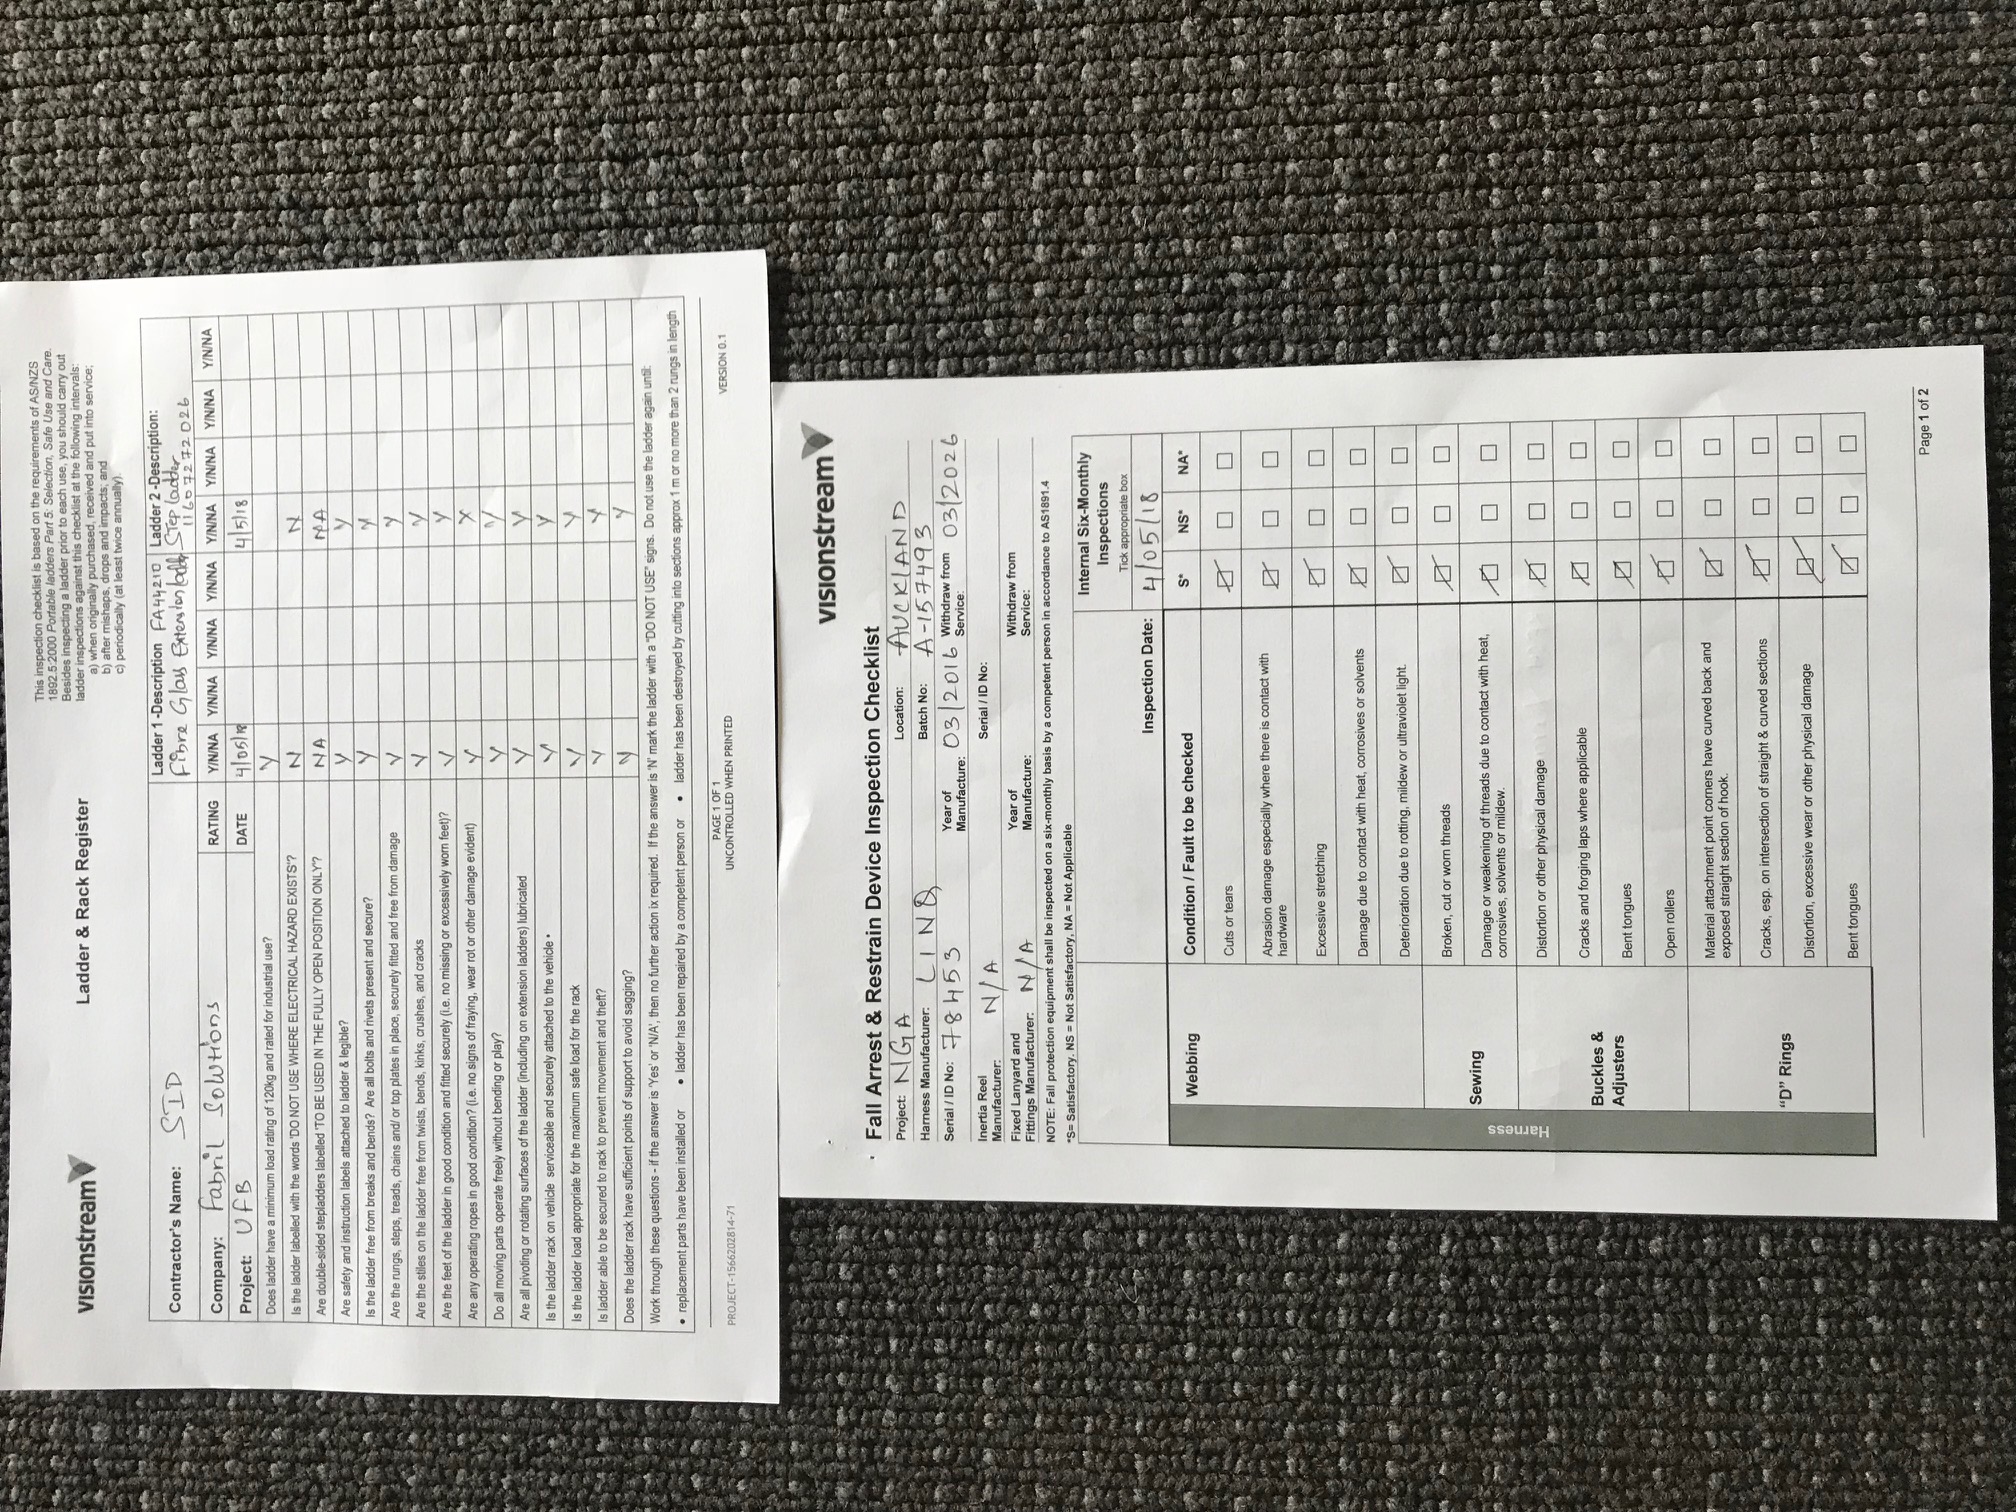 visionstream
Ladder & Rack Register
This inspection checklist is based on the requirements of AS/NZS
1892.5:2000 Portable ladders Part 5: Selection, Safe Use and Care.
Besides inspecting a ladder prior to each use, you should carry out
ladder inspections against this checklist at the following intervals:
a) when originally purchased, received and put into service;
b) after mishaps, drops and impacts; and
c) periodically (at least twice annually).
Contractor's Name: SID
Ladder 1 -Description FA44210
Fibre Glass Extension
Ladder 2 -Description:
Step ladder
11607272026
Company: Fabril Solutions RATING Y/N/NA Y/N/NA Y/N/NA Y/N/NA Y/N/NA Y/N/NA Y/N/NA Y/N/NA
Project: UFB DATE 4/05/18 4/5/18
Does ladder have a minimum load rating of 120kg and rated for industrial use? Y
Is the ladder labelled with the words 'DO NOT USE WHERE ELECTRICAL HAZARD EXISTS'? N N
Are double-sided stepladders labelled 'TO BE USED IN THE FULLY OPEN POSITION ONLY'? NA NA
Are safety and instruction labels attached to ladder & legible? Y Y
Is the ladder free from breaks and bends? Are all bolts and rivets present and secure? Y Y
Are the rungs, steps, treads, chains and/ or top plates in place, securely fitted and free from damage Y Y
Are the stiles on the ladder free from twists, bends, kinks, crushes, and cracks Y Y
Are the feet of the ladder in good condition and fitted securely (i.e. no missing or excessively worn feet)? Y Y
Are any operating ropes in good condition? (i.e. no signs of fraying, wear rot or other damage evident) Y X
Do all moving parts operate freely without bending or play? Y Y
Are all pivoting or rotating surfaces of the ladder (including on extension ladders) lubricated Y Y
Is the ladder rack on vehicle serviceable and securely attached to the vehicle • Y Y
Is the ladder load appropriate for the maximum safe load for the rack Y Y
Is ladder able to be secured to rack to prevent movement and theft? Y Y
Does the ladder rack have sufficient points of support to avoid sagging? Y
Work through these questions - if the answer is 'Yes' or 'N/A', then no further action ix required. If the answer is 'N' mark the ladder with a "DO NOT USE" signs. Do not use the ladder again until:
• replacement parts have been installed or • ladder has been repaired by a competent person or • ladder has been destroyed by cutting into sections approx 1 m or no more than 2 rungs in length
PROJECT-1566202814-71
PAGE 1 OF 1
UNCONTROLLED WHEN PRINTED
VERSION 0.1
visionstream
Fall Arrest & Restrain Device Inspection Checklist
Project: NGA Location: AUCKLAND
Harness Manufacturer: LINQ Batch No: A-157493
Serial / ID No: 78453 Year of Manufacture: 03/2016 Withdraw from Service: 03/2026
Inertia Reel Manufacturer: N/A Serial / ID No:
Fixed Lanyard and Fittings Manufacturer: N/A Year of Manufacture: Withdraw from Service:
NOTE: Fall protection equipment shall be inspected on a six-monthly basis by a competent person in accordance to AS1891.4
*S= Satisfactory. NS = Not Satisfactory, NA = Not Applicable
Internal Six-Monthly
Inspections
Tick appropriate box
Inspection Date: 4/05/18
Harness
Webbing Condition / Fault to be checked S* NS* NA*
Cuts or tears
Abrasion damage especially where there is contact with
hardware
Excessive stretching
Damage due to contact with heat, corrosives or solvents
Deterioration due to rotting, mildew or ultraviolet light.
Sewing
Broken, cut or worn threads
Damage or weakening of threads due to contact with heat,
corrosives, solvents or mildew.
Buckles &
Adjusters
Distortion or other physical damage
Cracks and forging laps where applicable
Bent tongues
Open rollers
"D" Rings
Material attachment point corners have curved back and
exposed straight section of hook.
Cracks, esp. on intersection of straight & curved sections
Distortion, excessive wear or other physical damage
Bent tongues
Page 1 of 2